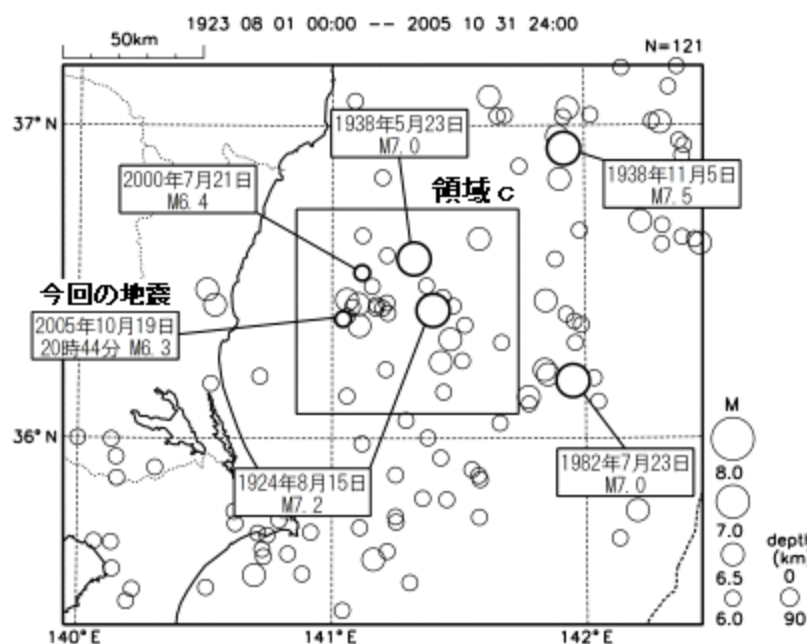 1923 08 01 00:00 -- 2005 10 31 24:00
50km
N=121
37°N
1938年5月23日
M7.0
2000年7月21日
M6.4
領域c
1938年11月5日
M7.5
今回の地震
2005年10月19日
20時44分 M6.3
36°N
1924年8月15日
M7.2
1982年7月23日
M7.0
M
8.0
7.0
6.5
6.0
depth
(km)
0
90
140°E
141°E
142°E